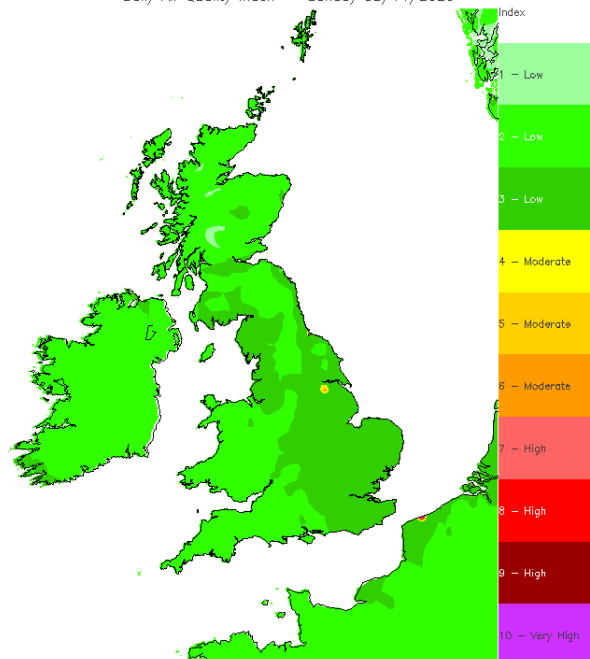 Index
1 - Low
2 - Low
3 - Low
4 - Moderate
5 - Moderate
6 - Moderate
7 - High
8 - High
9 - High
10 - Very High